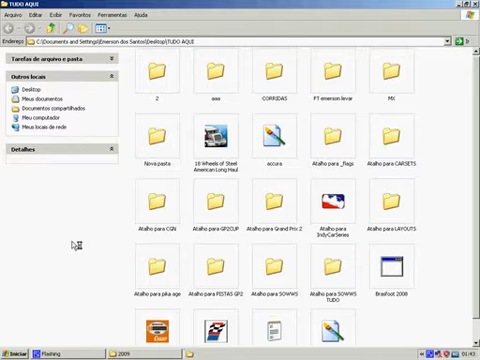 TUDO AQUI
Arquivo Editar Exibir Favoritos Ferramentas Ajuda
Endereço C:\Documents and Settings\Emerson dos Santos\Desktop\TUDO AQUI
Tarefas de arquivo e pasta
Outros locais
Desktop
Meus documentos
Documentos compartilhados
Meu computador
Meus locais de rede
Detalhes
2
aaa
CORRIDAS
FT emerson levar
MX
Nova pasta
18 Wheels of Steel
American Long Haul
accura
Atalho para _flags
Atalho para CARSETS
Atalho para CGN
Atalho para GP2CUP
Atalho para Grand Prix 2
Atalho para
IndyCarSeries
Atalho para LAYOUTS
Atalho para pika age
Atalho para PISTAS GP2
Atalho para SOWWS
Atalho para SOWWS
TUDO
Brasfoot 2008
Iniciar
Flashing
2009
01:43